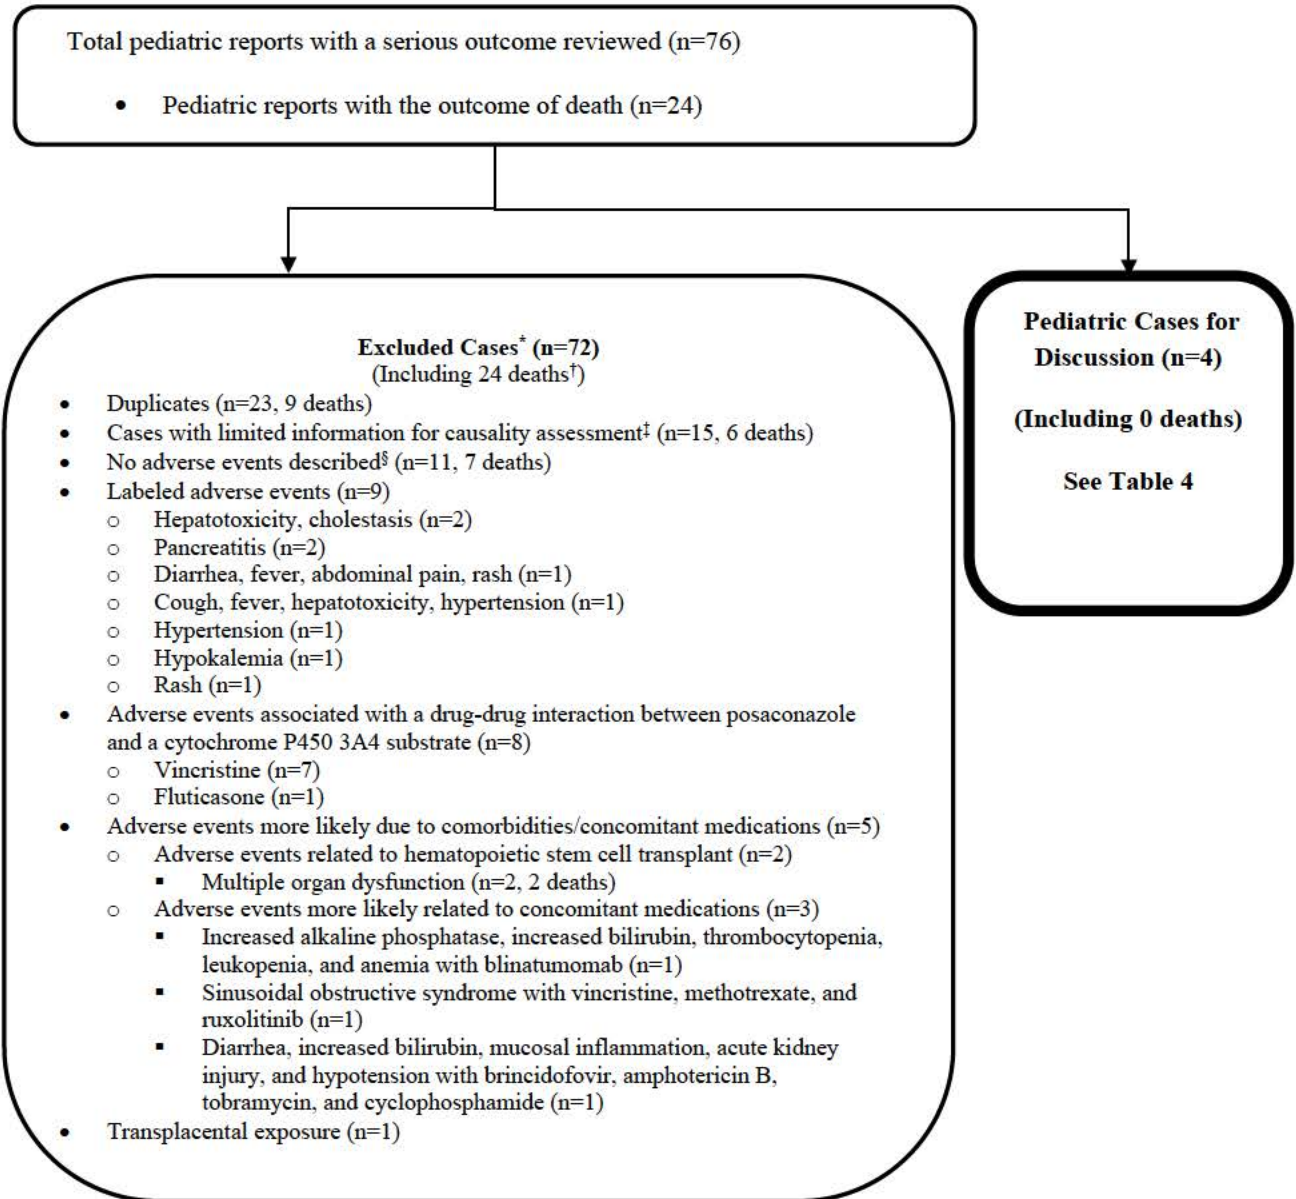 Total pediatric reports with a serious outcome reviewed (n=76)
• Pediatric reports with the outcome of death (n=24)
Excluded Cases* (n=72)
(Including 24 deaths†)
• Duplicates (n=23, 9 deaths)
• Cases with limited information for causality assessment‡ (n=15, 6 deaths)
• No adverse events described§ (n=11, 7 deaths)
• Labeled adverse events (n=9)
o Hepatotoxicity, cholestasis (n=2)
o Pancreatitis (n=2)
o Diarrhea, fever, abdominal pain, rash (n=1)
o Cough, fever, hepatotoxicity, hypertension (n=1)
o Hypertension (n=1)
o Hypokalemia (n=1)
o Rash (n=1)
• Adverse events associated with a drug-drug interaction between posaconazole
and a cytochrome P450 3A4 substrate (n=8)
o Vincristine (n=7)
o Fluticasone (n=1)
• Adverse events more likely due to comorbidities/concomitant medications (n=5)
o Adverse events related to hematopoietic stem cell transplant (n=2)
▪ Multiple organ dysfunction (n=2, 2 deaths)
o Adverse events more likely related to concomitant medications (n=3)
▪ Increased alkaline phosphatase, increased bilirubin, thrombocytopenia,
leukopenia, and anemia with blinatumomab (n=1)
▪ Sinusoidal obstructive syndrome with vincristine, methotrexate, and
ruxolitinib (n=1)
▪ Diarrhea, increased bilirubin, mucosal inflammation, acute kidney
injury, and hypotension with brincidofovir, amphotericin B,
tobramycin, and cyclophosphamide (n=1)
• Transplacental exposure (n=1)
Pediatric Cases for
Discussion (n=4)
(Including 0 deaths)
See Table 4